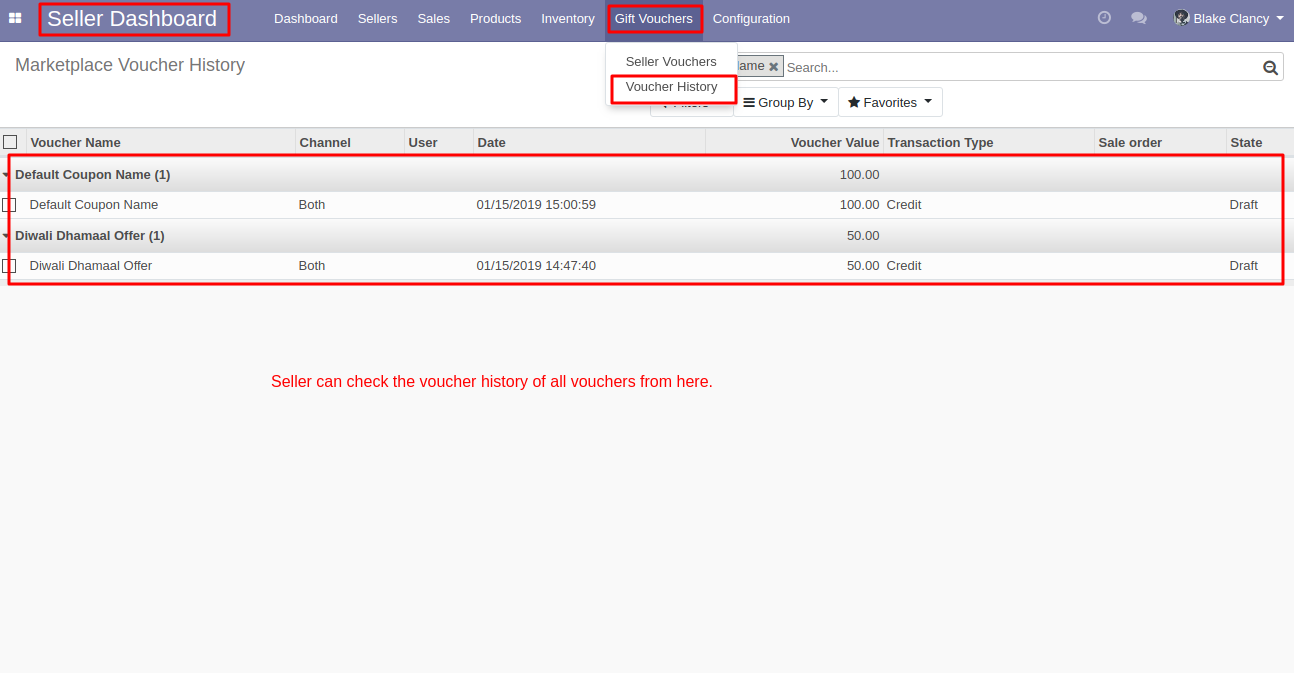 Seller Dashboard Dashboard Sellers Sales Products Inventory Gift Vouchers Configuration Blake Clancy
Marketplace Voucher History
Seller Vouchers
Voucher History
Search...
Group By Favorites
Voucher Name Channel User Date Voucher Value Transaction Type Sale order State
Default Coupon Name (1) 100.00
Default Coupon Name Both 01/15/2019 15:00:59 100.00 Credit Draft
Diwali Dhamaal Offer (1) 50.00
Diwali Dhamaal Offer Both 01/15/2019 14:47:40 50.00 Credit Draft
Seller can check the voucher history of all vouchers from here.